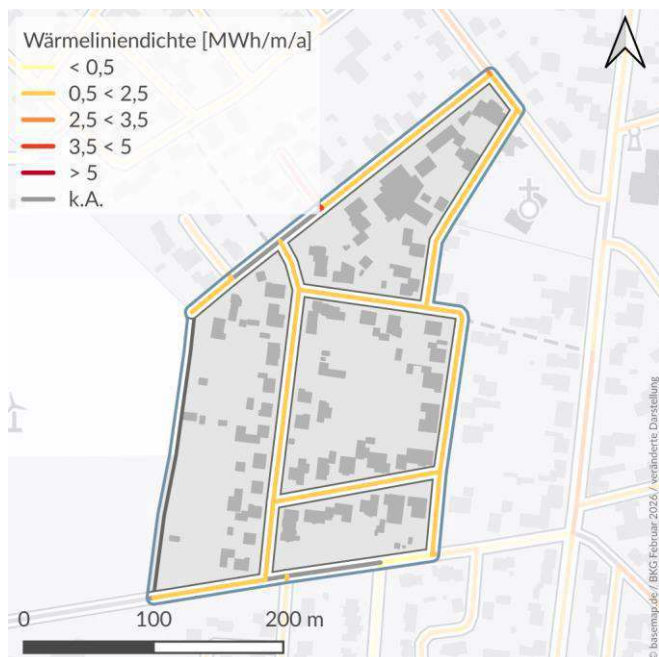 Wärmeliniendichte [MWh/m/a]
< 0,5
0,5 < 2,5
2,5 < 3,5
3,5 < 5
> 5
k.A.
0 100 200 m
© basemap.de / BKG Februar 2026 / veränderte Darstellung